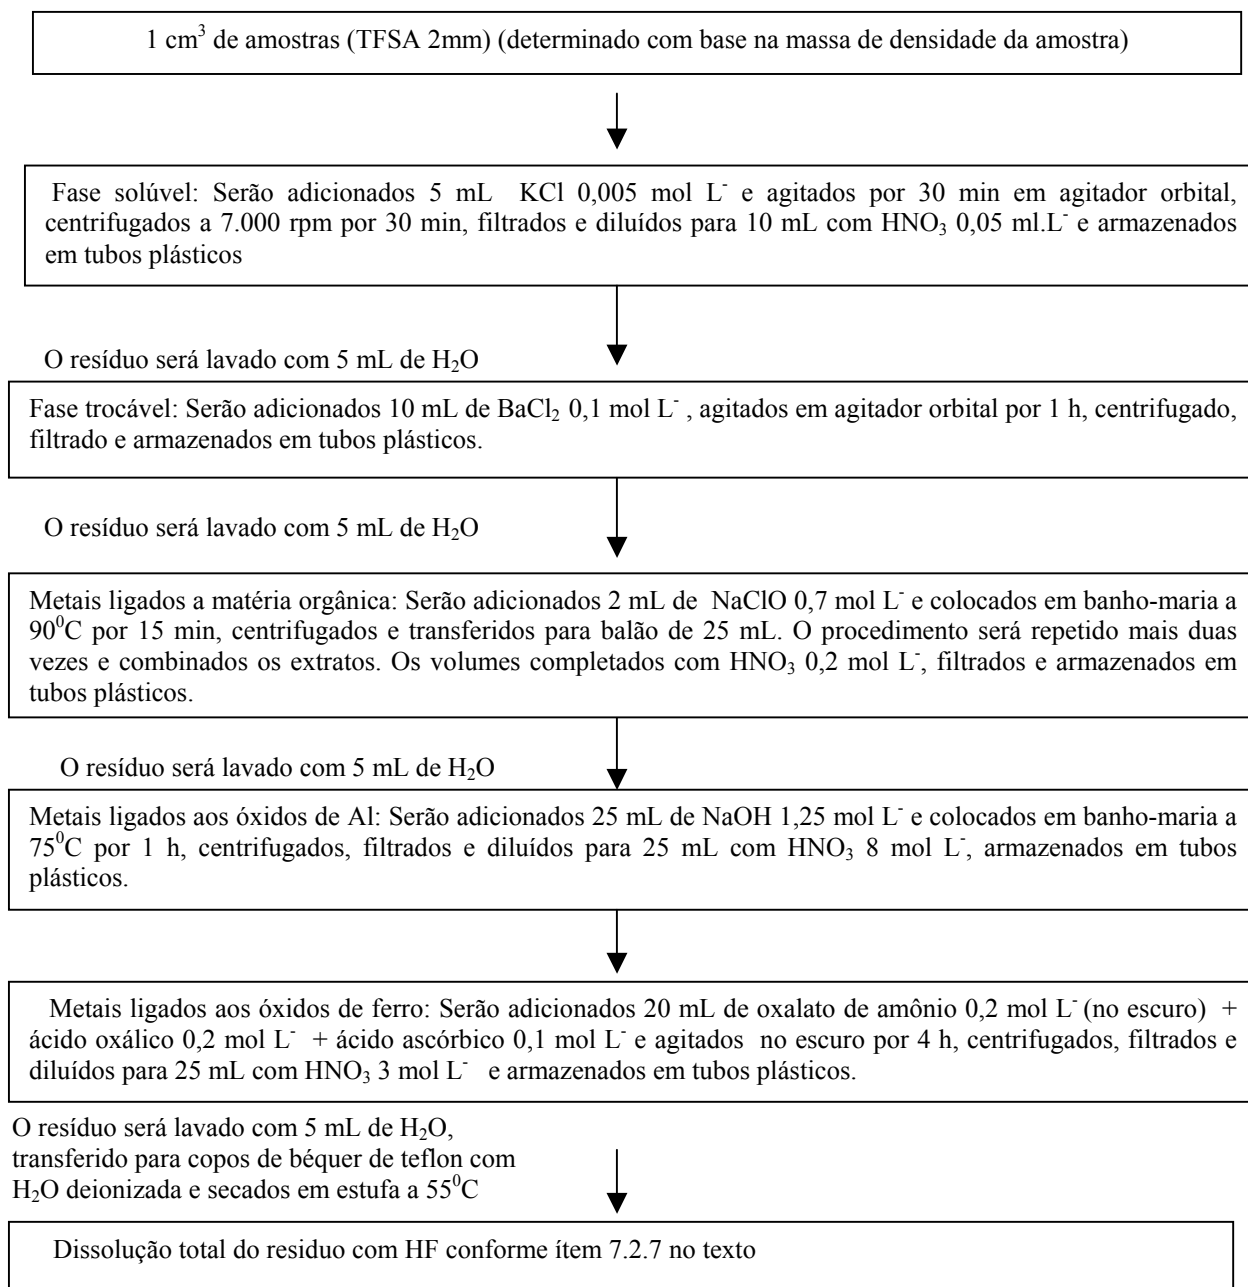 1 cm³ de amostras (TFSA 2mm) (determinado com base na massa de densidade da amostra)
Fase solúvel: Serão adicionados 5 mL KCl 0,005 mol L⁻ e agitados por 30 min em agitador orbital,
centrifugados a 7.000 rpm por 30 min, filtrados e diluídos para 10 mL com HNO₃ 0,05 ml.L⁻ e armazenados
em tubos plásticos
O resíduo será lavado com 5 mL de H₂O
Fase trocável: Serão adicionados 10 mL de BaCl₂ 0,1 mol L⁻ , agitados em agitador orbital por 1 h, centrifugado,
filtrado e armazenados em tubos plásticos.
O resíduo será lavado com 5 mL de H₂O
Metais ligados a matéria orgânica: Serão adicionados 2 mL de NaClO 0,7 mol L⁻ e colocados em banho-maria a
90⁰C por 15 min, centrifugados e transferidos para balão de 25 mL. O procedimento será repetido mais duas
vezes e combinados os extratos. Os volumes completados com HNO₃ 0,2 mol L⁻, filtrados e armazenados em
tubos plásticos.
O resíduo será lavado com 5 mL de H₂O
Metais ligados aos óxidos de Al: Serão adicionados 25 mL de NaOH 1,25 mol L⁻ e colocados em banho-maria a
75⁰C por 1 h, centrifugados, filtrados e diluídos para 25 mL com HNO₃ 8 mol L⁻, armazenados em tubos
plásticos.
Metais ligados aos óxidos de ferro: Serão adicionados 20 mL de oxalato de amônio 0,2 mol L⁻ (no escuro) +
ácido oxálico 0,2 mol L⁻ + ácido ascórbico 0,1 mol L⁻ e agitados no escuro por 4 h, centrifugados, filtrados e
diluídos para 25 mL com HNO₃ 3 mol L⁻ e armazenados em tubos plásticos.
O resíduo será lavado com 5 mL de H₂O,
transferido para copos de béquer de teflon com
H₂O deionizada e secados em estufa a 55⁰C
Dissolução total do residuo com HF conforme ítem 7.2.7 no texto